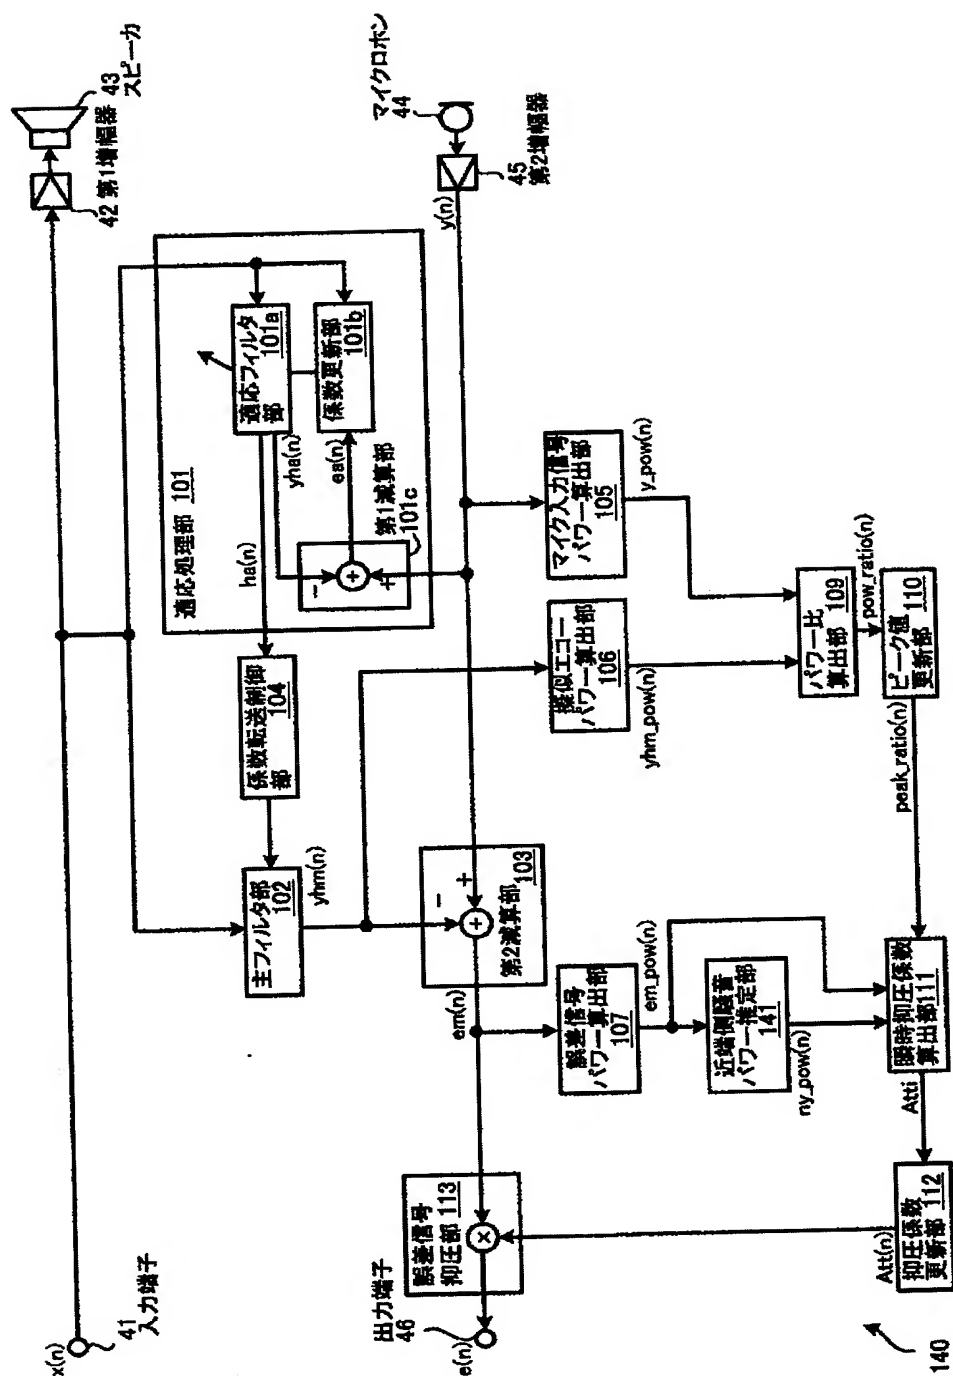 x(n)
41
入力端子
42 第1増幅器
43
スピーカ
マイクロホン
44
45
第2増幅器
y(n)
適応処理部 101
適応フィルタ
部 101a
係数更新部
101b
yha(n)
ea(n)
第1減算部
101c
-
+
+
ha(n)
係数転送制御
部 104
主フィルタ部
102
yhm(n)
-
+
+
第2減算部
103
em(n)
マイク入力信号
パワー算出部
105
y_pow(n)
擬似エコー
パワー算出部
106
yhm_pow(n)
パワー比
算出部 109
pow_ratio(n)
ピーク値
更新部 110
peak_ratio(n)
誤差信号
パワー算出部
107
em_pow(n)
近端側騒音
パワー推定部
141
ny_pow(n)
瞬時抑圧係数
算出部111
Atti
抑圧係数
更新部 112
Att(n)
誤差信号
抑圧部 113
×
出力端子
46
e(n)
140